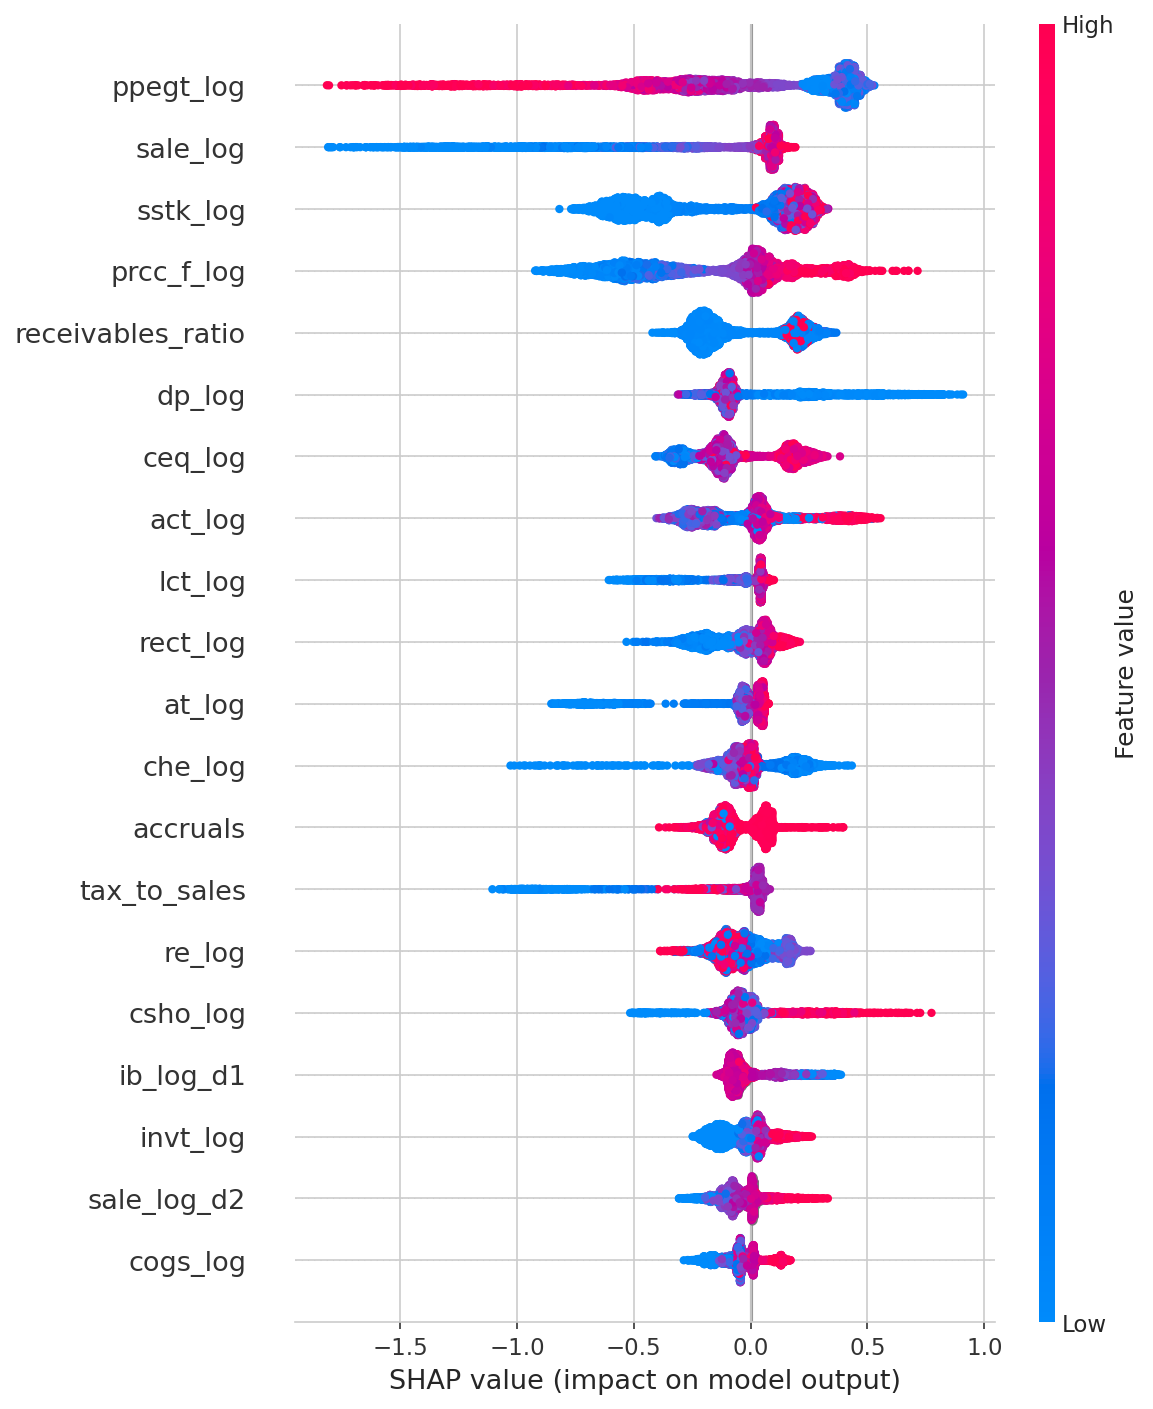 High
ppegt_log
sale_log
sstk_log
prcc_f_log
receivables_ratio
dp_log
ceq_log
act_log
lct_log
rect_log
at_log
che_log
accruals
tax_to_sales
re_log
csho_log
ib_log_d1
invt_log
sale_log_d2
cogs_log
Feature value
Low
−1.5 −1.0 −0.5 0.0 0.5 1.0
SHAP value (impact on model output)